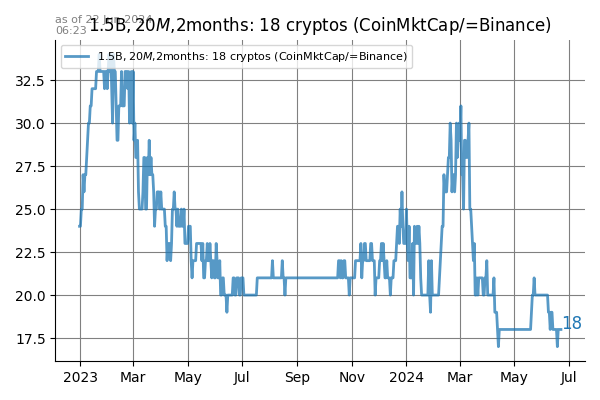 as of 22 Jun 2024
06:23
1.5B, 20M,2months: 18 cryptos (CoinMktCap/=Binance)
1.5B, 20M,2months: 18 cryptos (CoinMktCap/=Binance)
32.5
30.0
27.5
25.0
22.5
20.0
17.5
18
2023 Mar May Jul Sep Nov 2024 Mar May Jul